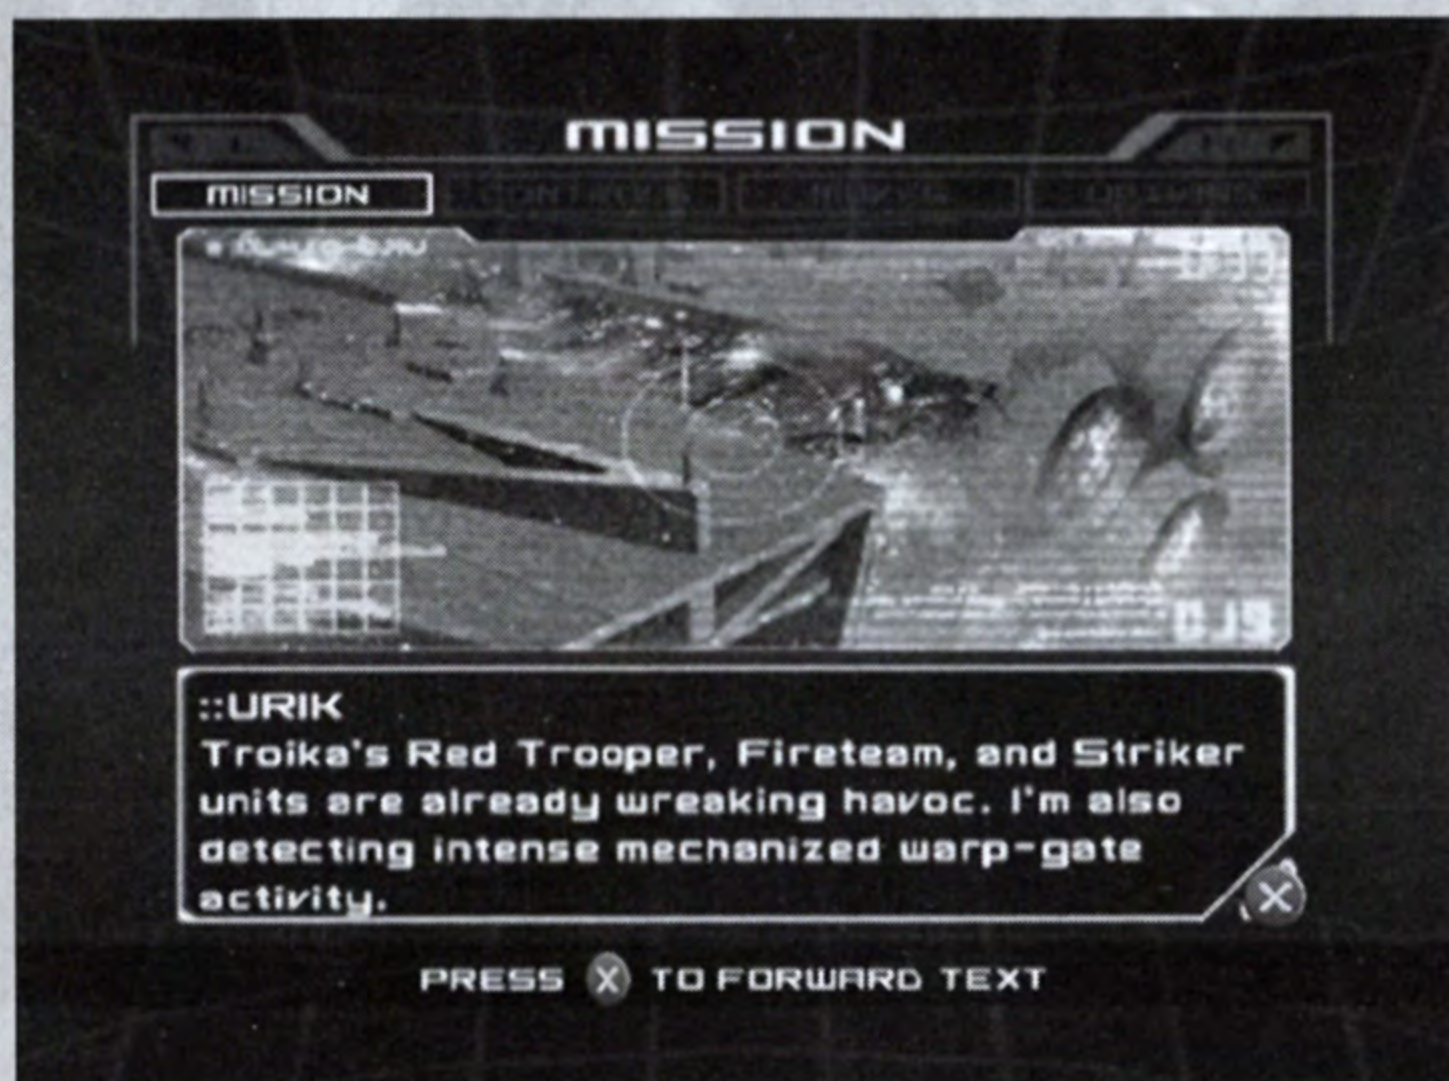 MISSION
MISSION
::URIK
Troika's Red Trooper, Fireteam, and Striker
units are already wreaking havoc. I'm also
detecting intense mechanized warp-gate
activity.
X
PRESS X TO FORWARD TEXT